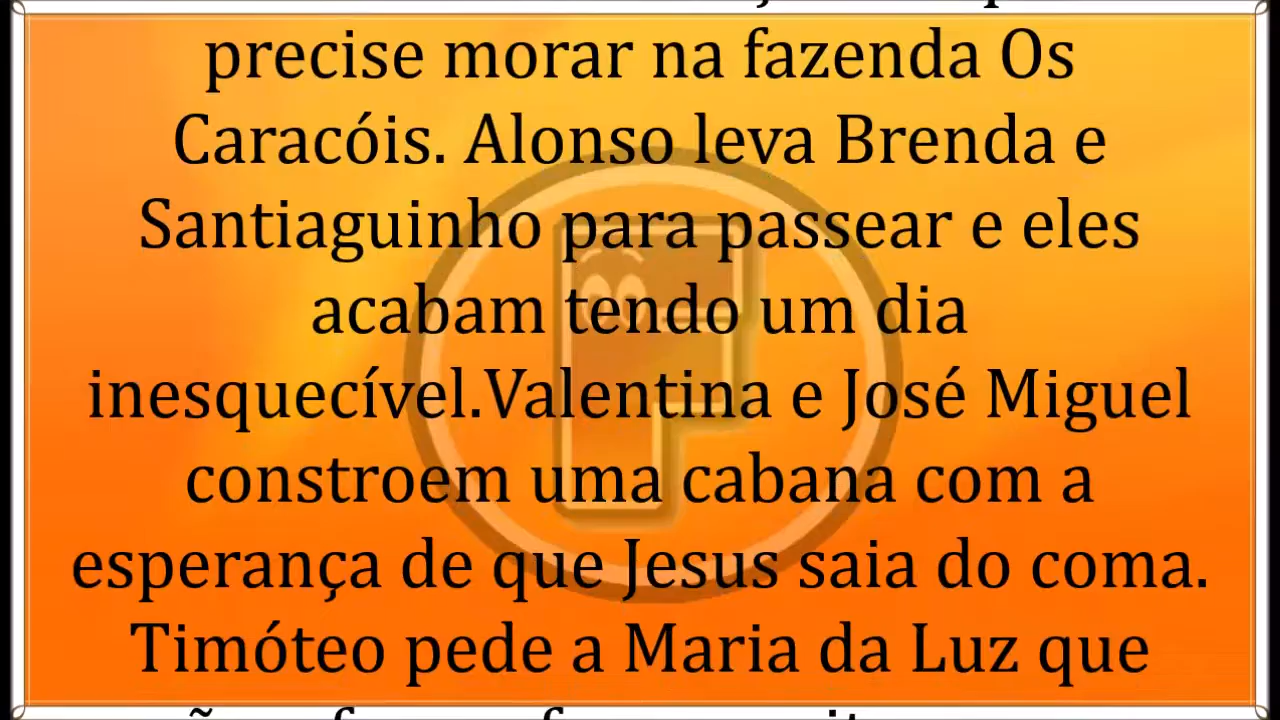 precise morar na fazenda Os
Caracóis. Alonso leva Brenda e
Santiaguinho para passear e eles
acabam tendo um dia
inesquecível.Valentina e José Miguel
constroem uma cabana com a
esperança de que Jesus saia do coma.
Timóteo pede a Maria da Luz que